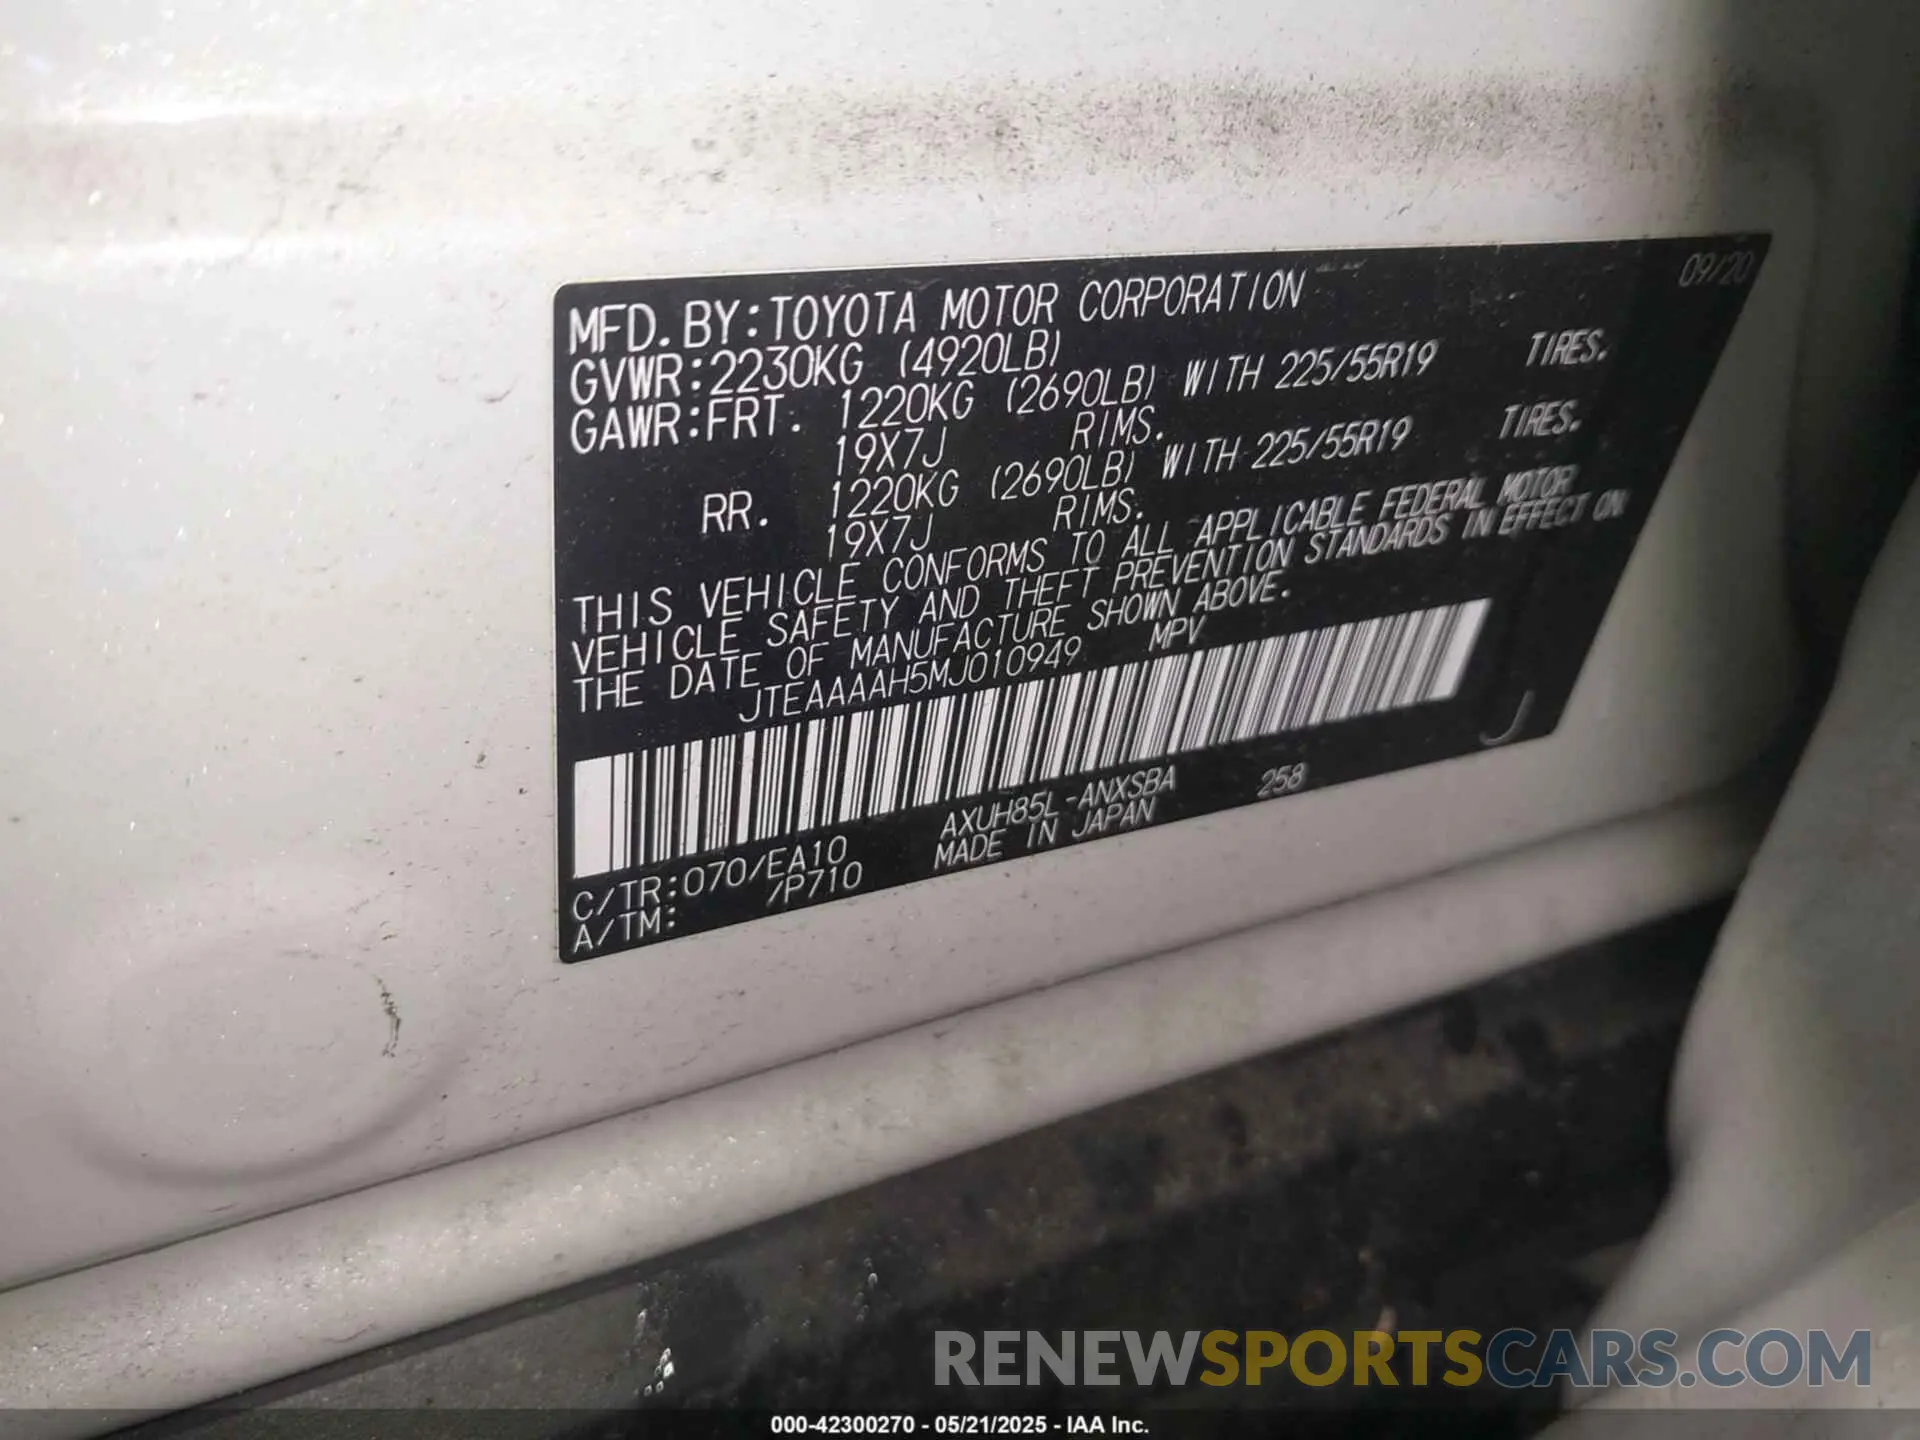 09/20
MFD. BY: TOYOTA MOTOR CORPORATION
GVWR: 2230KG (4920LB)
GAWR: FRT. 1220KG (2690LB) WITH 225/55R19 TIRES.
19X7J RIMS.
RR. 1220KG (2690LB) WITH 225/55R19 TIRES.
19X7J RIMS.
THIS VEHICLE CONFORMS TO ALL APPLICABLE FEDERAL MOTOR
VEHICLE SAFETY AND THEFT PREVENTION STANDARDS IN EFFECT ON
THE DATE OF MANUFACTURE SHOWN ABOVE.
JTEAAAAH5MJ010949 MPV
J
C/TR: 070/EA10 AXUH85L-ANXSBA 258
A/TM: /P710 MADE IN JAPAN
RENEWSPORTSCARS.COM
000-42300270 - 05/21/2025 - IAA Inc.